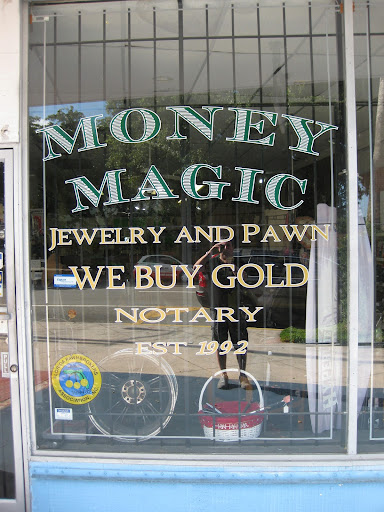 MONEY
MAGIC
JEWELRY AND PAWN
WE BUY GOLD
NOTARY
EST 1992